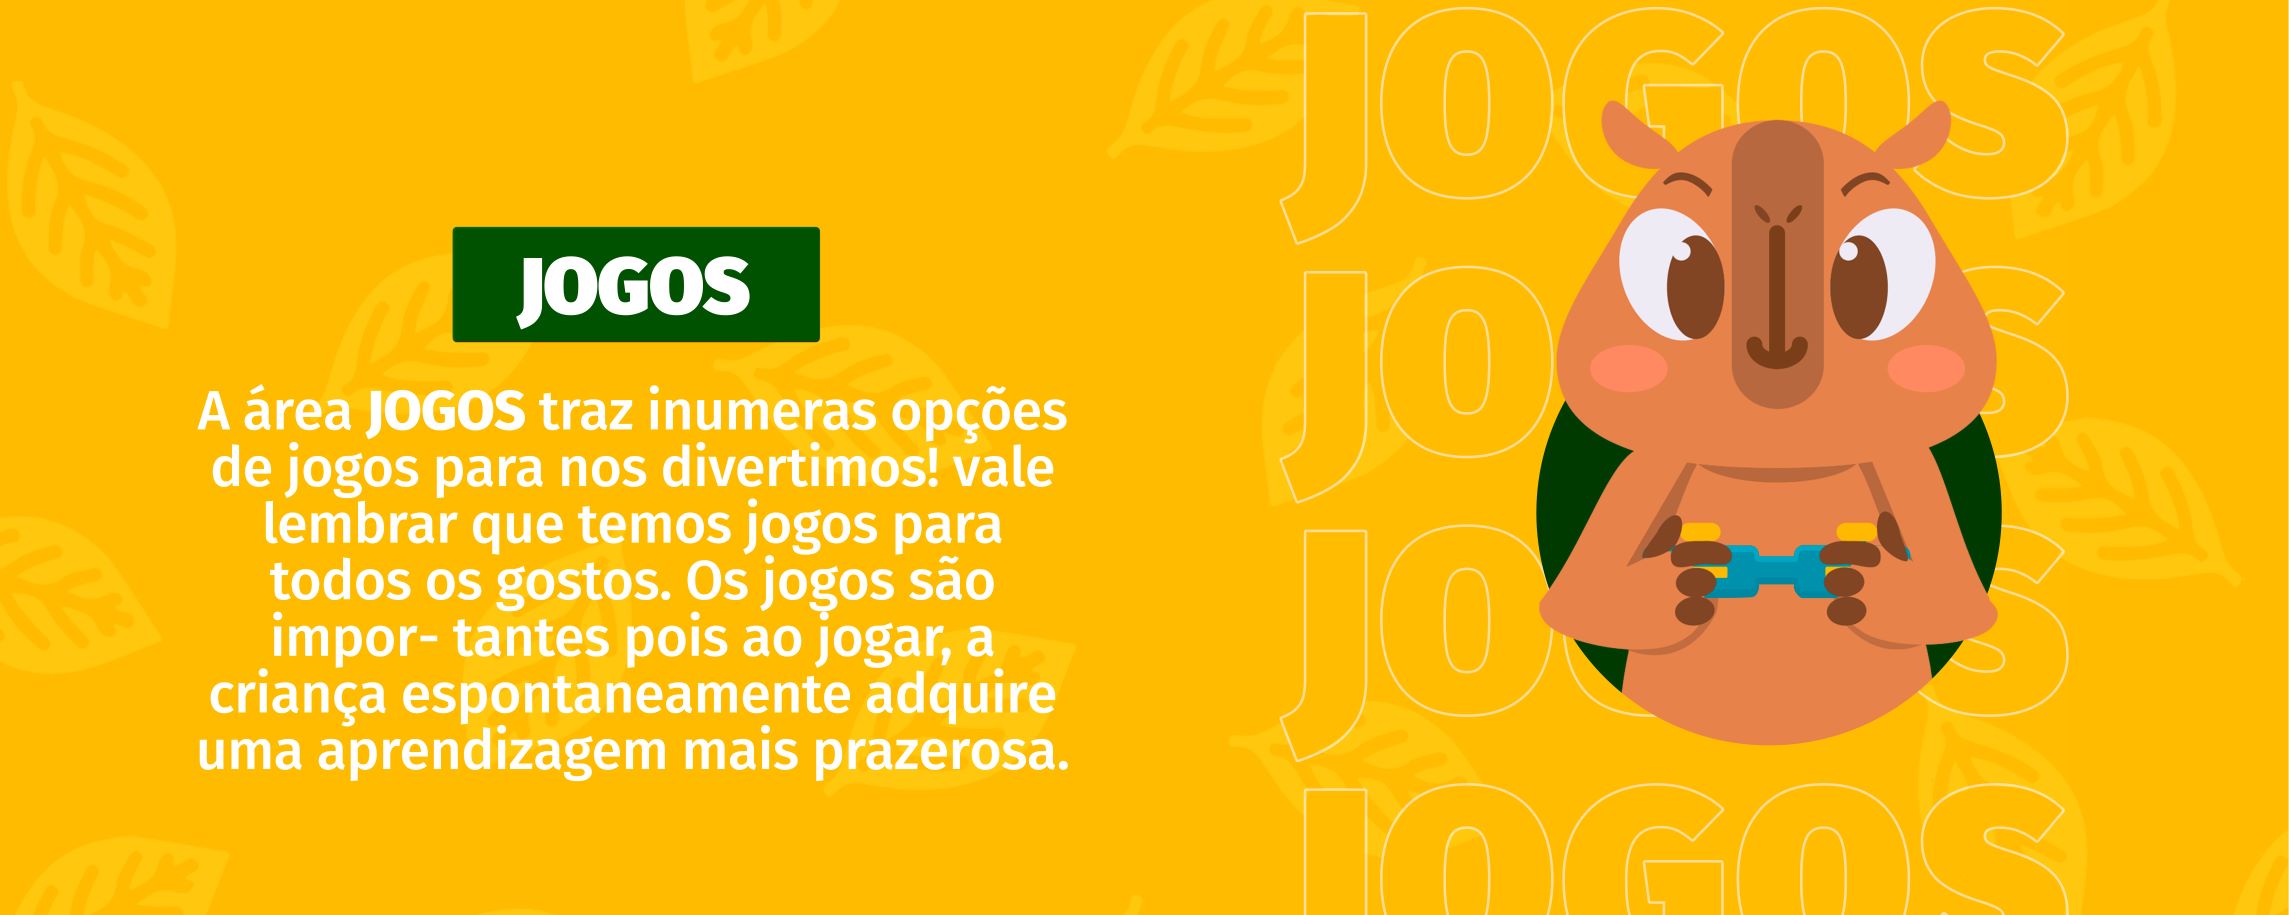 JOGOS
A área JOGOS traz inumeras opções
de jogos para nos divertimos! vale
lembrar que temos jogos para
todos os gostos. Os jogos são
impor- tantes pois ao jogar, a
criança espontaneamente adquire
uma aprendizagem mais prazerosa.
JOGOS
JOGOS
JOGOS
JOGOS